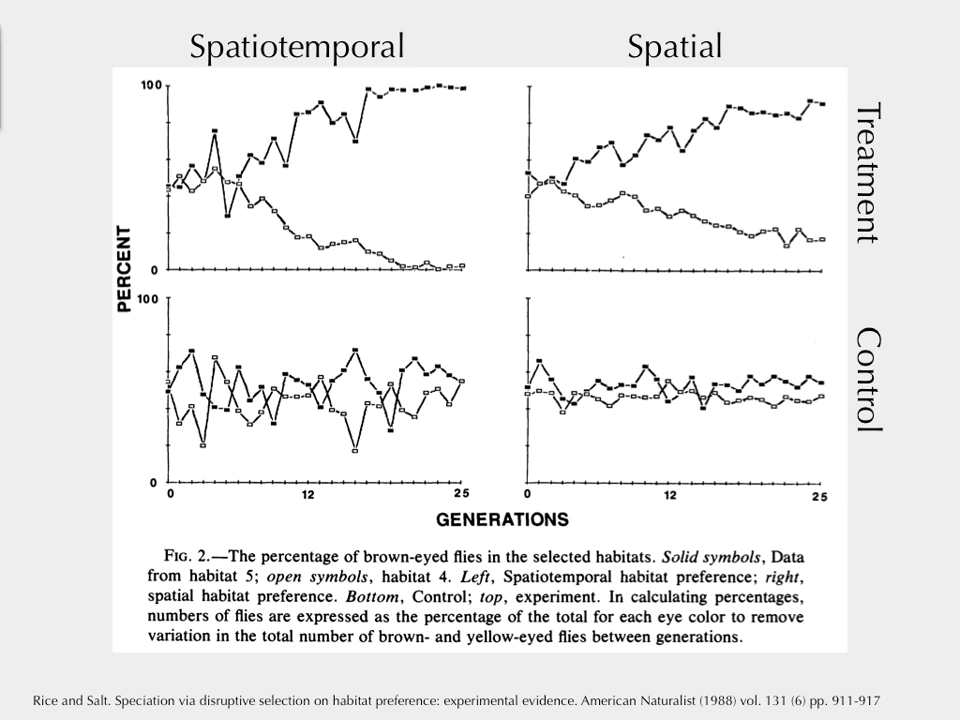 Spatiotemporal
Spatial
Treatment
Control
PERCENT
100
0
100
0
0
12
25
0
12
25
GENERATIONS
FIG. 2.—The percentage of brown-eyed flies in the selected habitats. Solid symbols, Data
from habitat 5; open symbols, habitat 4. Left, Spatiotemporal habitat preference; right,
spatial habitat preference. Bottom, Control; top, experiment. In calculating percentages,
numbers of flies are expressed as the percentage of the total for each eye color to remove
variation in the total number of brown- and yellow-eyed flies between generations.
Rice and Salt. Speciation via disruptive selection on habitat preference: experimental evidence. American Naturalist (1988) vol. 131 (6) pp. 911-917